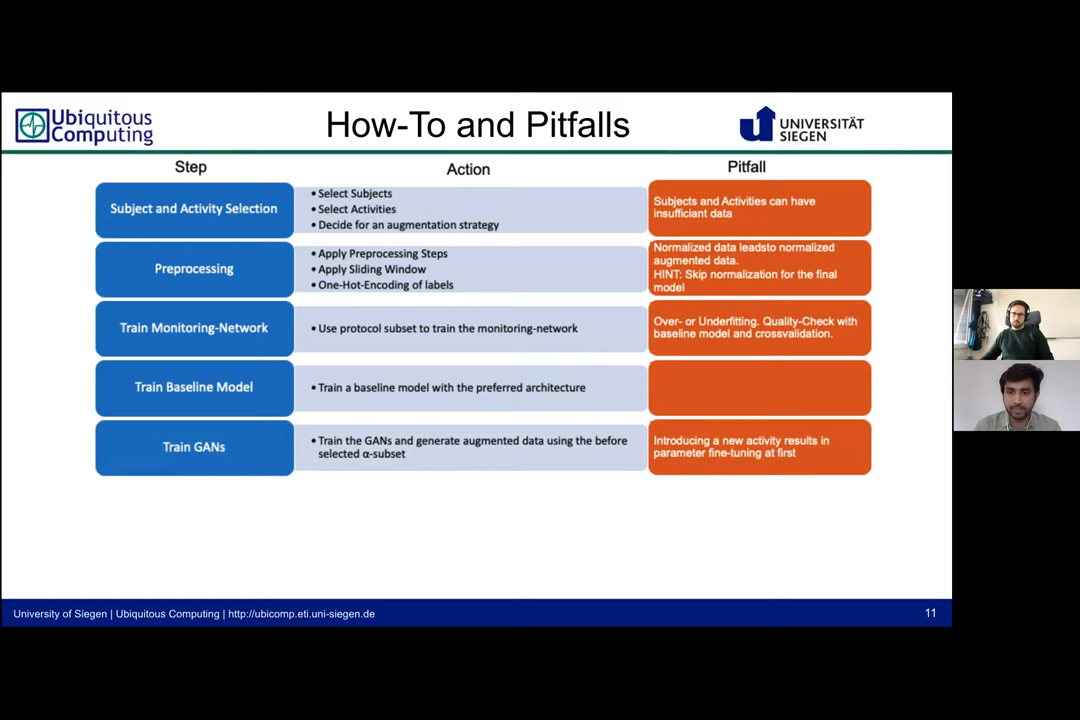 Ubiquitous
Computing
How-To and Pitfalls
UNIVERSITÄT
SIEGEN
Step
Action
Pitfall
Subject and Activity Selection
• Select Subjects
• Select Activities
• Decide for an augmentation strategy
Subjects and Activities can have
insufficient data
Preprocessing
• Apply Preprocessing Steps
• Apply Sliding Window
• One-Hot-Encoding of labels
Normalized data leadsto normalized
augmented data.
HINT: Skip normalization for the final
model
Train Monitoring-Network
• Use protocol subset to train the monitoring-network
Over- or Underfitting. Quality-Check with
baseline model and crossvalidation.
Train Baseline Model
• Train a baseline model with the preferred architecture
Train GANs
• Train the GANs and generate augmented data using the before
selected α-subset
Introducing a new activity results in
parameter fine-tuning at first
University of Siegen | Ubiquitous Computing | http://ubicomp.eti.uni-siegen.de
11